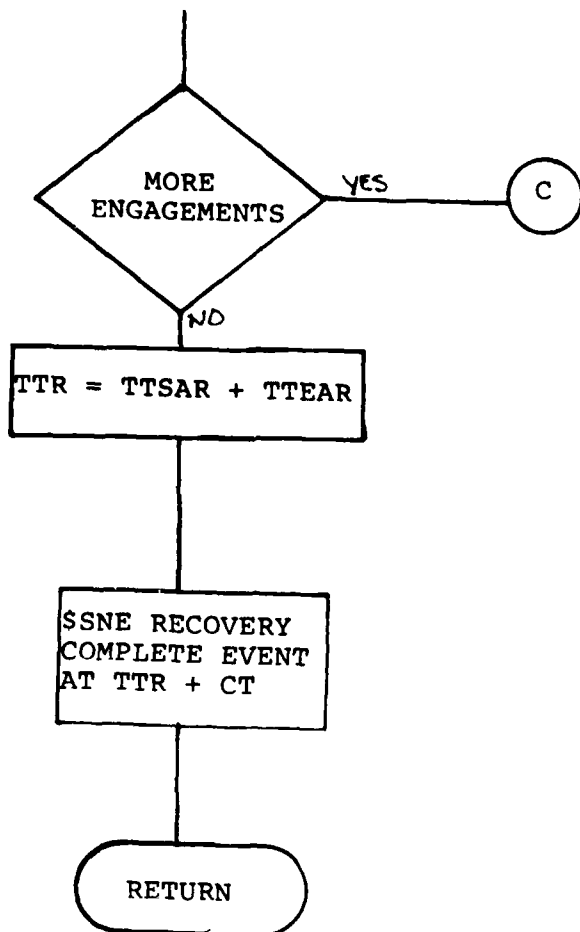 MORE
ENGAGEMENTS
YES
C
NO
TTR = TTSAR + TTEAR
$SNE RECOVERY
COMPLETE EVENT
AT TTR + CT
RETURN